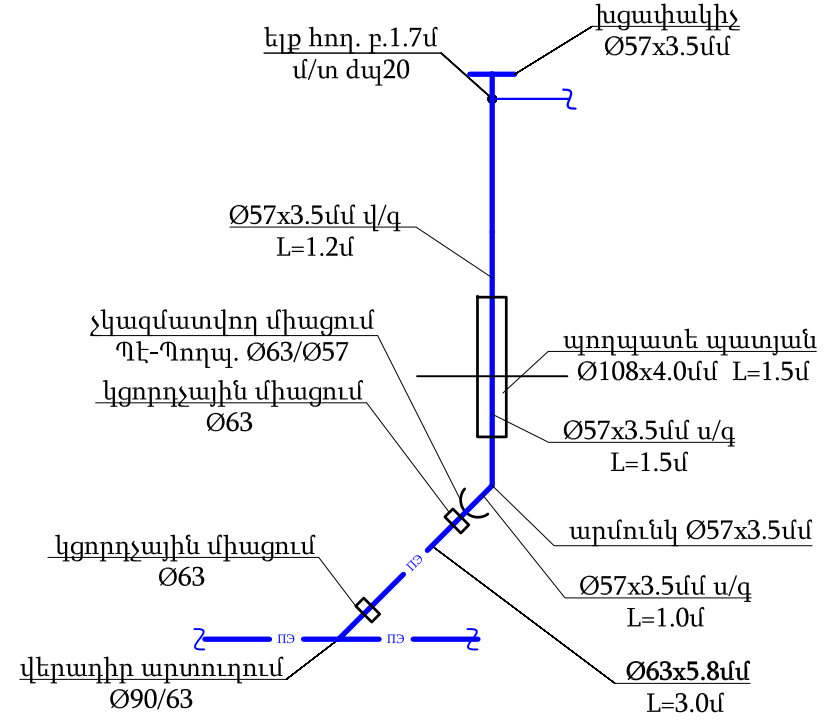 խցափակիչ
Ø57x3.5մմ
ելք հող. բ.1.7մ
մ/տ դպ20
Ø57x3.5մմ վ/գ
L=1.2մ
չկազմատվող միացում
Պէ-Պողպ. Ø63/Ø57
կցորդչային միացում
Ø63
պողպատե պատյան
Ø108x4.0մմ L=1.5մ
Ø57x3.5մմ ս/գ
L=1.5մ
արմունկ Ø57x3.5մմ
կցորդչային միացում
Ø63
ПЭ
Ø57x3.5մմ ս/գ
L=1.0մ
ПЭ
ПЭ
վերադիր արտուղում
Ø90/63
Ø63x5.8մմ
L=3.0մ